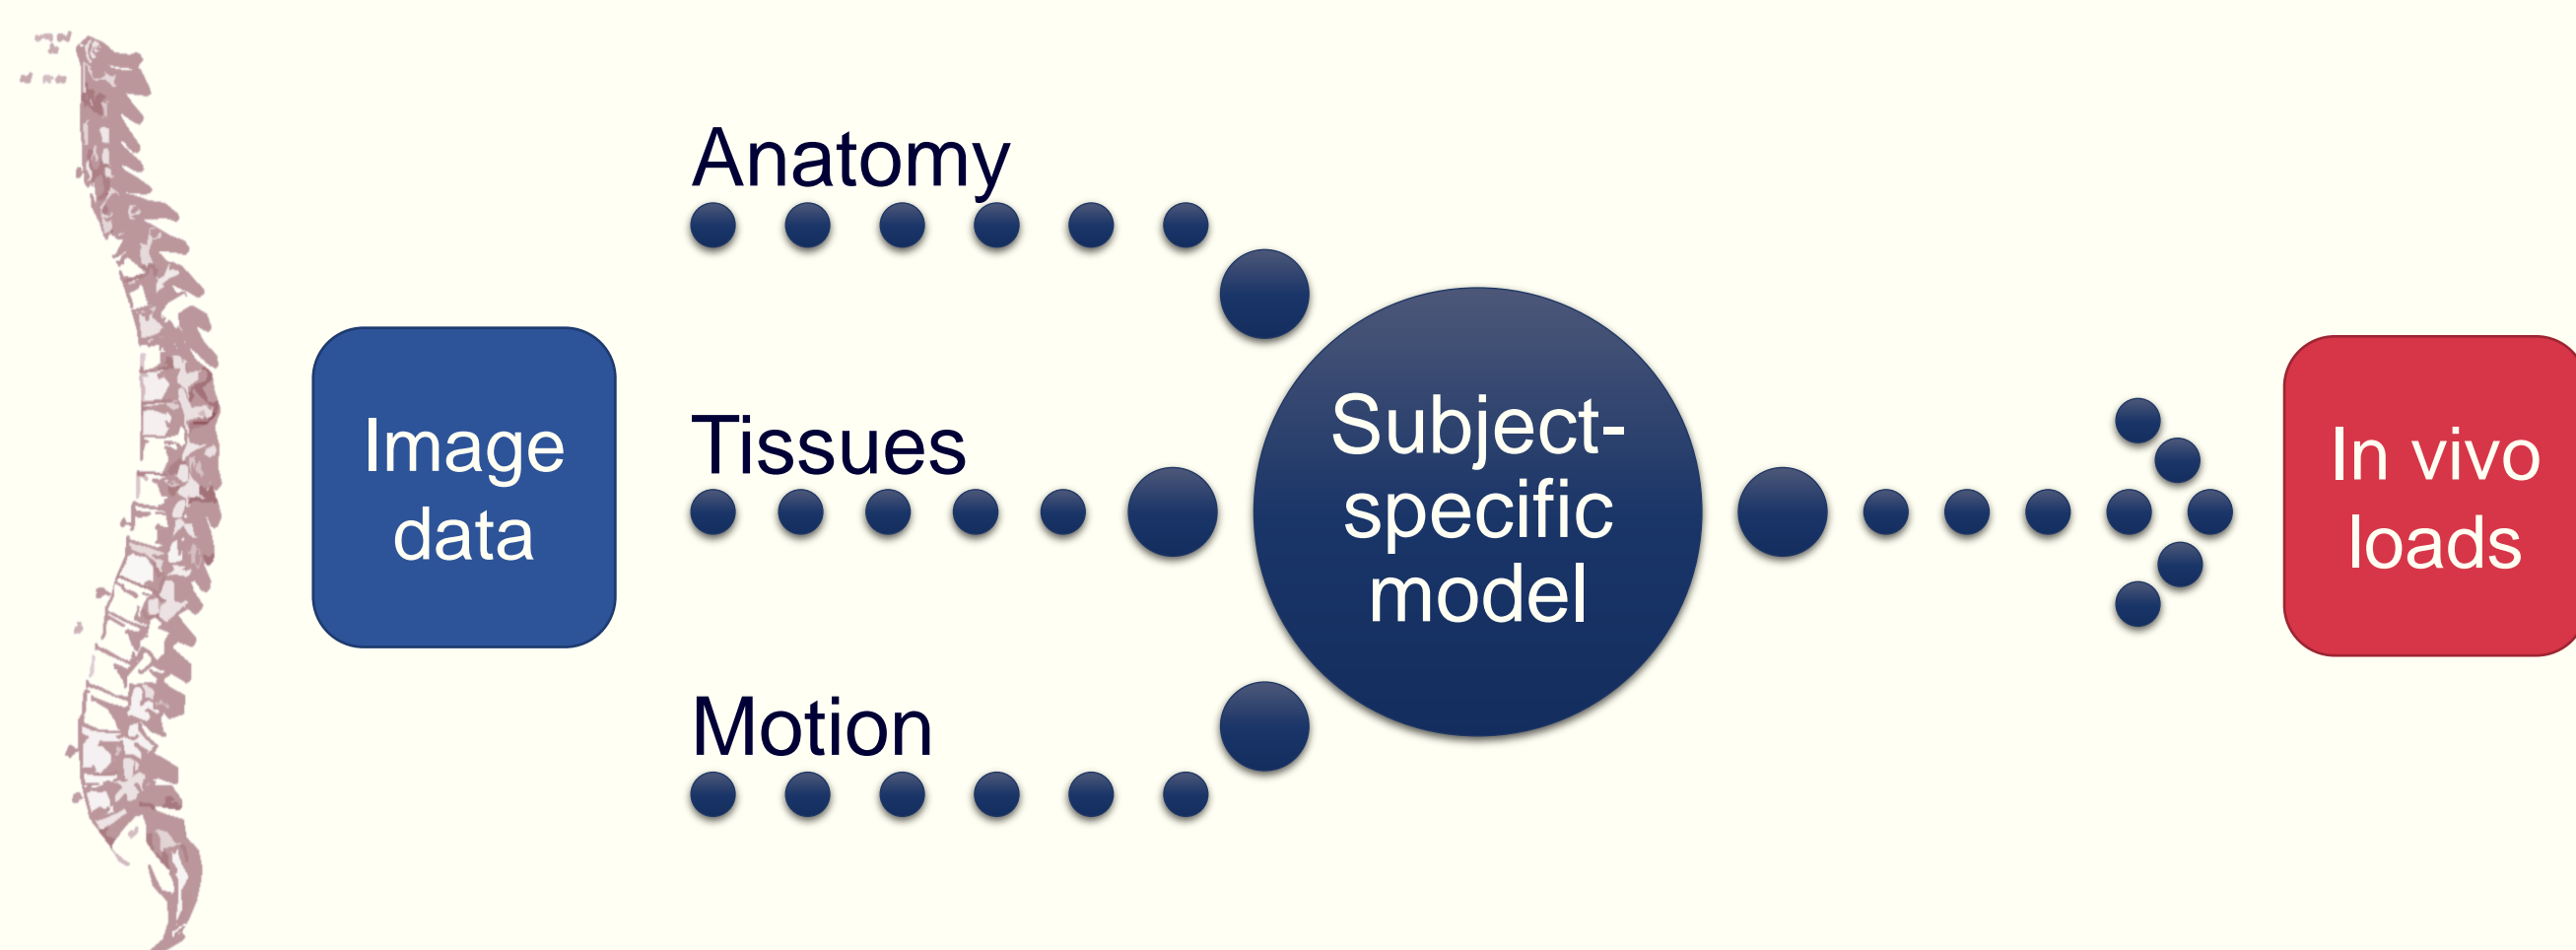 Anatomy
Image
data
Tissues
Motion
Subject-
specific
model
In vivo
loads